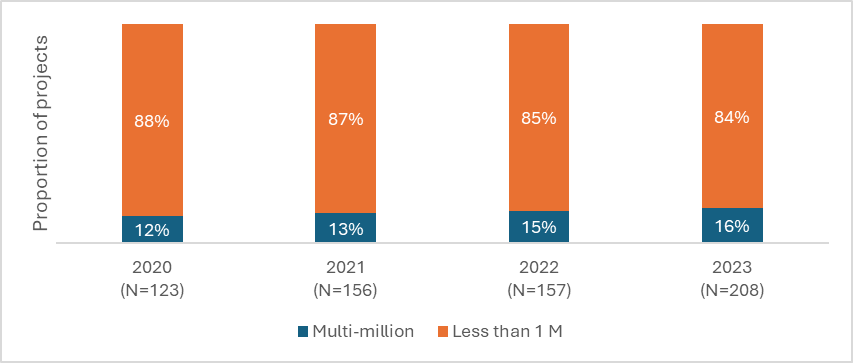 Proportion of projects
88% 87% 85% 84%
12% 13% 15% 16%
2020 2021 2022 2023
(N=123) (N=156) (N=157) (N=208)
Multi-million Less than 1 M